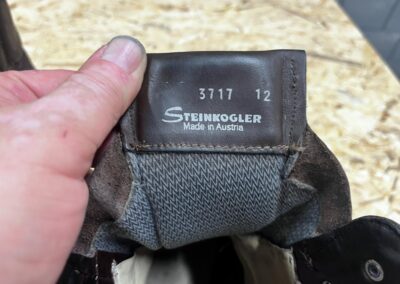 3717 12
STEINKOGLER
Made in Austria